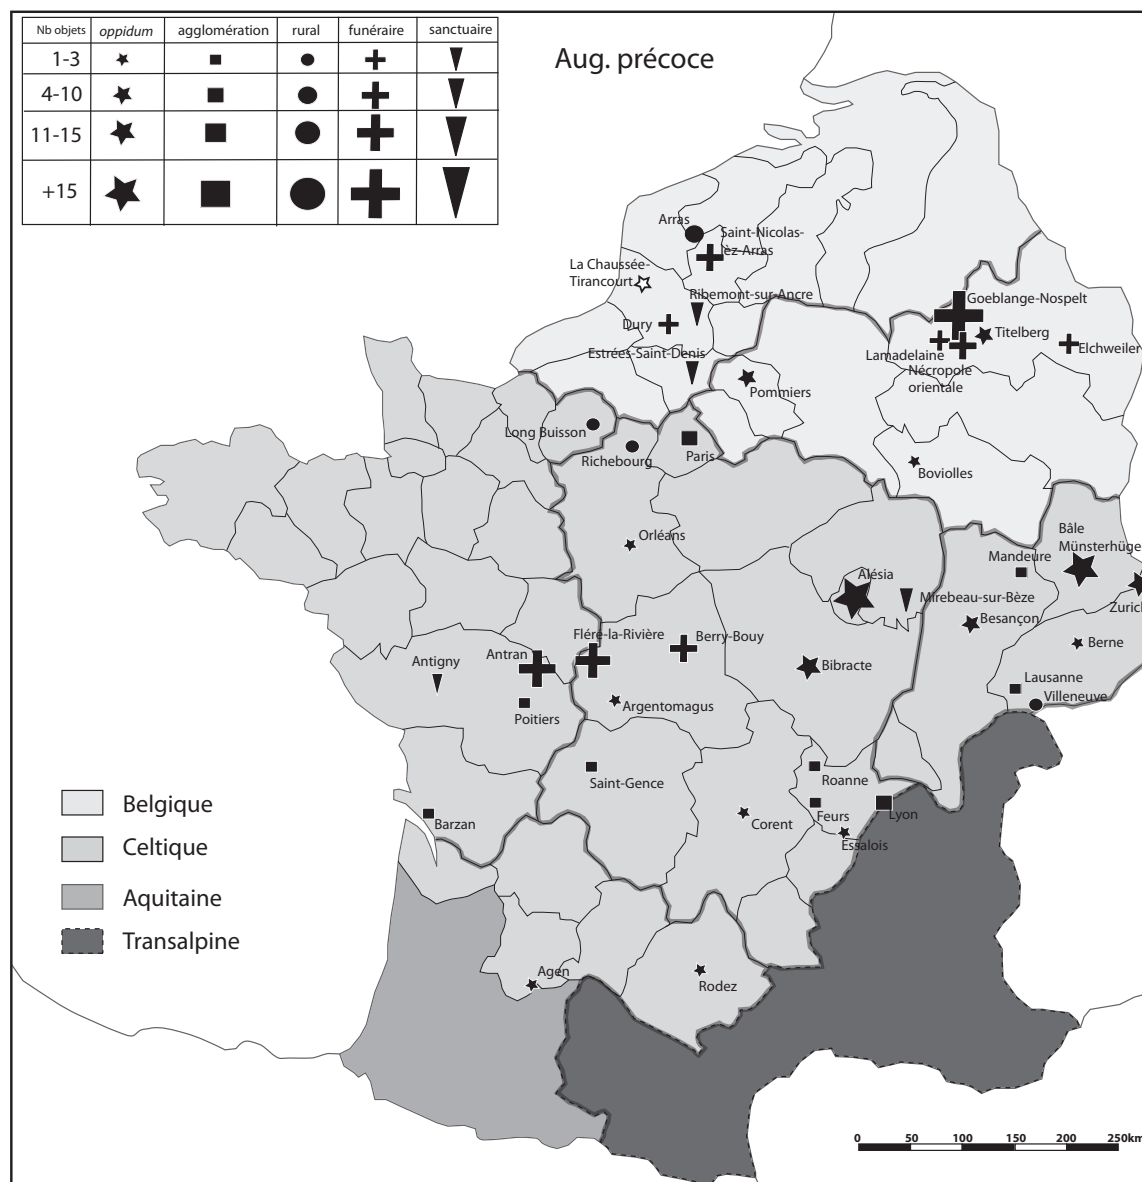 Nb objets oppidum agglomération rural funéraire sanctuaire
1-3
4-10
11-15
+15
Aug. précoce
Arras
Saint-Nicolas-
lèz-Arras
La Chaussée-
Tirancourt
Ribemont-sur-Ancre
Dury
Estrées-Saint-Denis
Goeblange-Nospelt
Titelberg
Elchweiler
Lamadelaine
Nécropole
orientale
Pommiers
Long Buisson
Richebourg
Paris
Boviolles
Orléans
Bâle
Münsterhüge
Mandeure
Alésia
Mirebeau-sur-Bèze
Zurich
Besançon
Berne
Fléré-la-Rivière
Berry-Bouy
Antran
Antigny
Bibracte
Lausanne
Villeneuve
Argentomagus
Poitiers
Saint-Gence
Roanne
Feurs
Lyon
Corent
Essalois
Barzan
Agen
Rodez
Belgique
Celtique
Aquitaine
Transalpine
0 50 100 150 200 250km